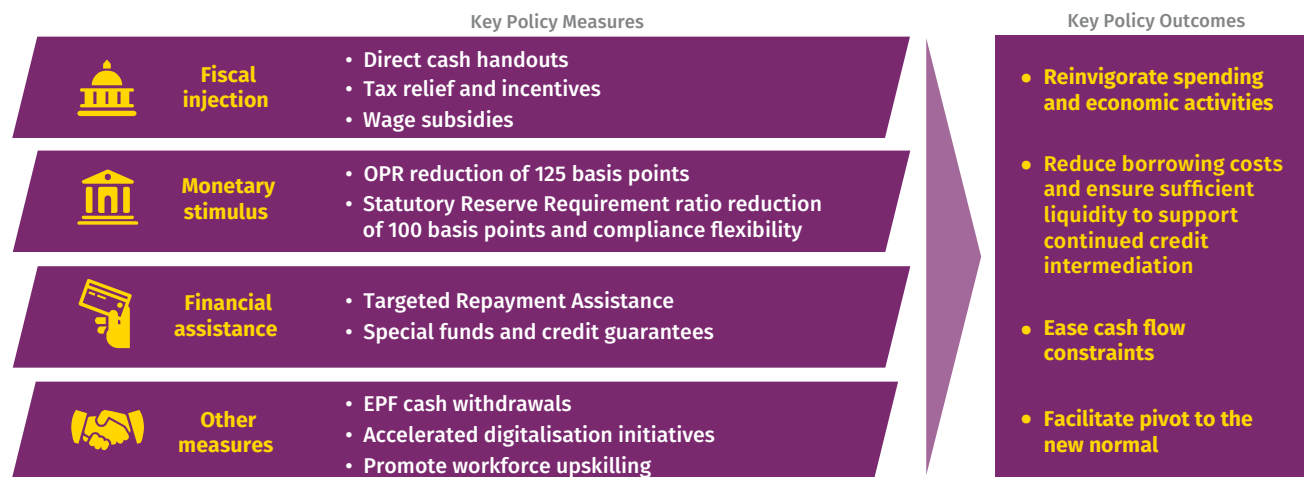 Key Policy Measures
Fiscal
injection
• Direct cash handouts
• Tax relief and incentives
• Wage subsidies
Monetary
stimulus
• OPR reduction of 125 basis points
• Statutory Reserve Requirement ratio reduction
of 100 basis points and compliance flexibility
Financial
assistance
• Targeted Repayment Assistance
• Special funds and credit guarantees
Other
measures
• EPF cash withdrawals
• Accelerated digitalisation initiatives
• Promote workforce upskilling
Key Policy Outcomes
• Reinvigorate spending
and economic activities
• Reduce borrowing costs
and ensure sufficient
liquidity to support
continued credit
intermediation
• Ease cash flow
constraints
• Facilitate pivot to the
new normal